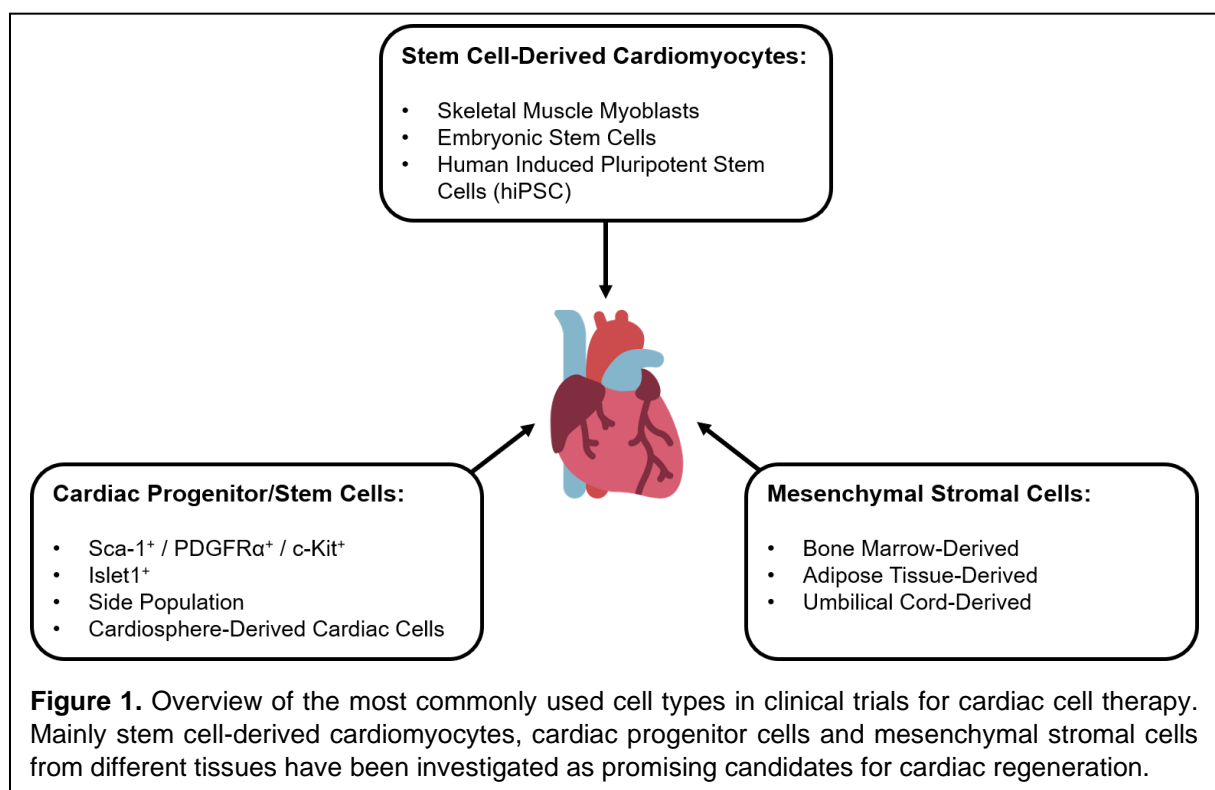 Stem Cell-Derived Cardiomyocytes:
• Skeletal Muscle Myoblasts
• Embryonic Stem Cells
• Human Induced Pluripotent Stem
Cells (hiPSC)
Cardiac Progenitor/Stem Cells:
• Sca-1⁺ / PDGFRα⁺ / c-Kit⁺
• Islet1⁺
• Side Population
• Cardiosphere-Derived Cardiac Cells
Mesenchymal Stromal Cells:
• Bone Marrow-Derived
• Adipose Tissue-Derived
• Umbilical Cord-Derived
Figure 1. Overview of the most commonly used cell types in clinical trials for cardiac cell therapy.
Mainly stem cell-derived cardiomyocytes, cardiac progenitor cells and mesenchymal stromal cells
from different tissues have been investigated as promising candidates for cardiac regeneration.